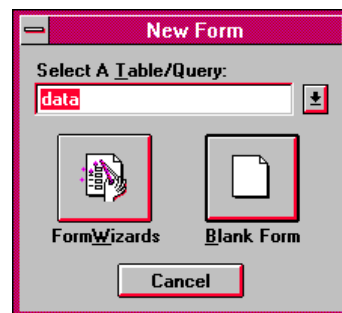 New Form
Select A Table/Query:
data
FormWizards
Blank Form
Cancel